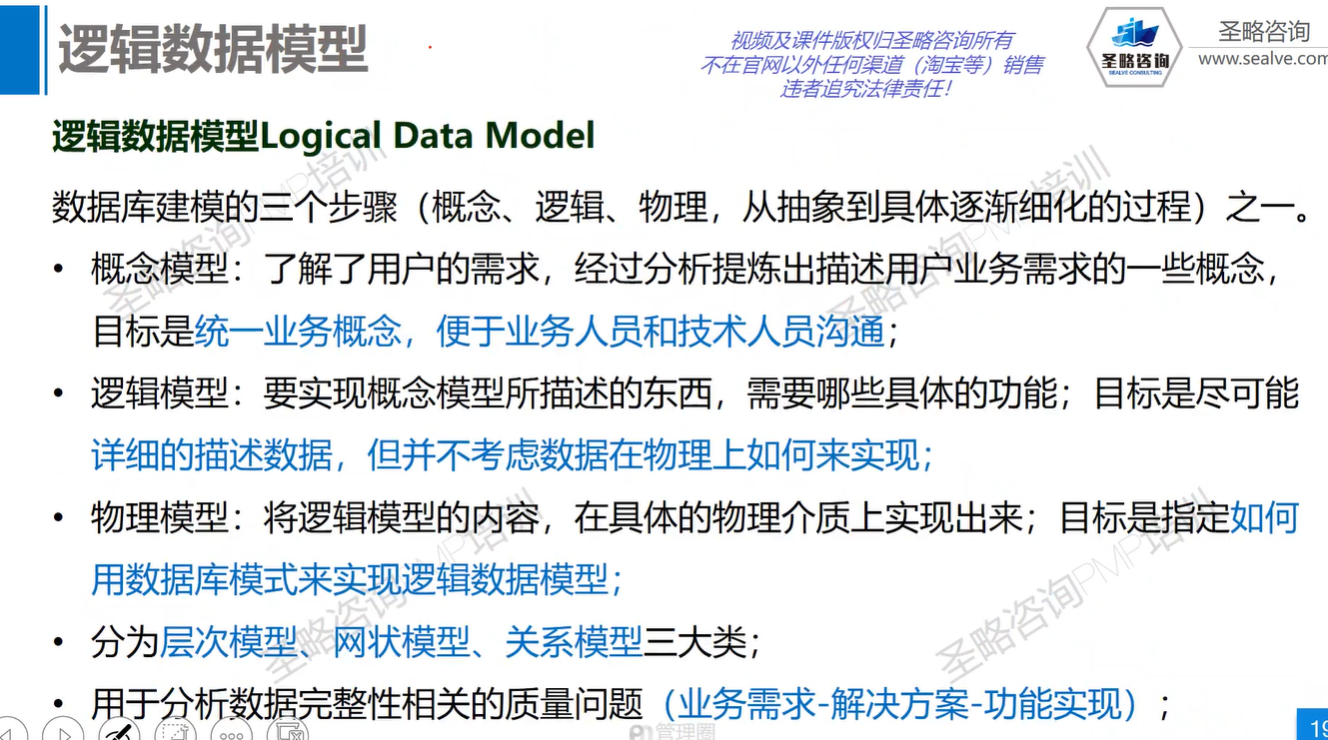 逻辑数据模型
视频及课件版权归圣略咨询所有
不在官网以外任何渠道（淘宝等）销售
违者追究法律责任！
圣略咨询
SEALVE CONSULTING
圣略咨询
www.sealve.com
逻辑数据模型Logical Data Model
数据库建模的三个步骤（概念、逻辑、物理，从抽象到具体逐渐细化的过程）之一。
• 概念模型：了解了用户的需求，经过分析提炼出描述用户业务需求的一些概念，
目标是统一业务概念，便于业务人员和技术人员沟通；
• 逻辑模型：要实现概念模型所描述的东西，需要哪些具体的功能；目标是尽可能
详细的描述数据，但并不考虑数据在物理上如何来实现；
• 物理模型：将逻辑模型的内容，在具体的物理介质上实现出来；目标是指定如何
用数据库模式来实现逻辑数据模型；
• 分为层次模型、网状模型、关系模型三大类；
• 用于分析数据完整性相关的质量问题（业务需求-解决方案-功能实现）；
圣略咨询PMP培训
圣略咨询PMP培训
圣略咨询PMP培训
圣略咨询PMP培训
管理圈